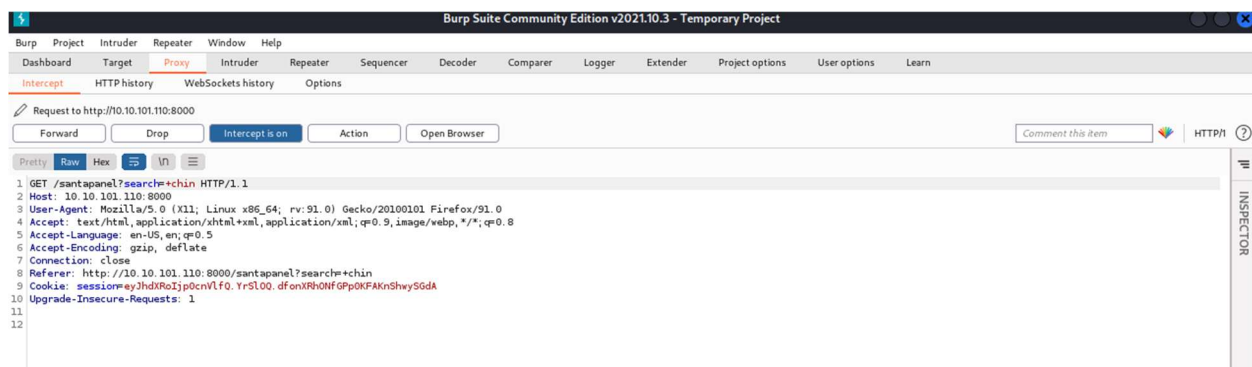 Burp Suite Community Edition v2021.10.3 - Temporary Project
Burp Project Intruder Repeater Window Help
Dashboard Target Proxy Intruder Repeater Sequencer Decoder Comparer Logger Extender Project options User options Learn
Intercept HTTP history WebSockets history Options
Request to http://10.10.101.110:8000
Forward Drop Intercept is on Action Open Browser Comment this item HTTP/1 ?
Pretty Raw Hex \n
1 GET /santapanel?search=+chin HTTP/1.1
2 Host: 10.10.101.110:8000
3 User-Agent: Mozilla/5.0 (X11; Linux x86_64; rv:91.0) Gecko/20100101 Firefox/91.0
4 Accept: text/html,application/xhtml+xml,application/xml;q=0.9,image/webp,*/*;q=0.8
5 Accept-Language: en-US,en;q=0.5
6 Accept-Encoding: gzip, deflate
7 Connection: close
8 Referer: http://10.10.101.110:8000/santapanel?search=+chin
9 Cookie: session=eyJhdXRoIjp0cnVlfQ.YrSl0Q.dfonXRh0NfGPp0KFAKnShwySGdA
10 Upgrade-Insecure-Requests: 1
11
12
INSPECTOR